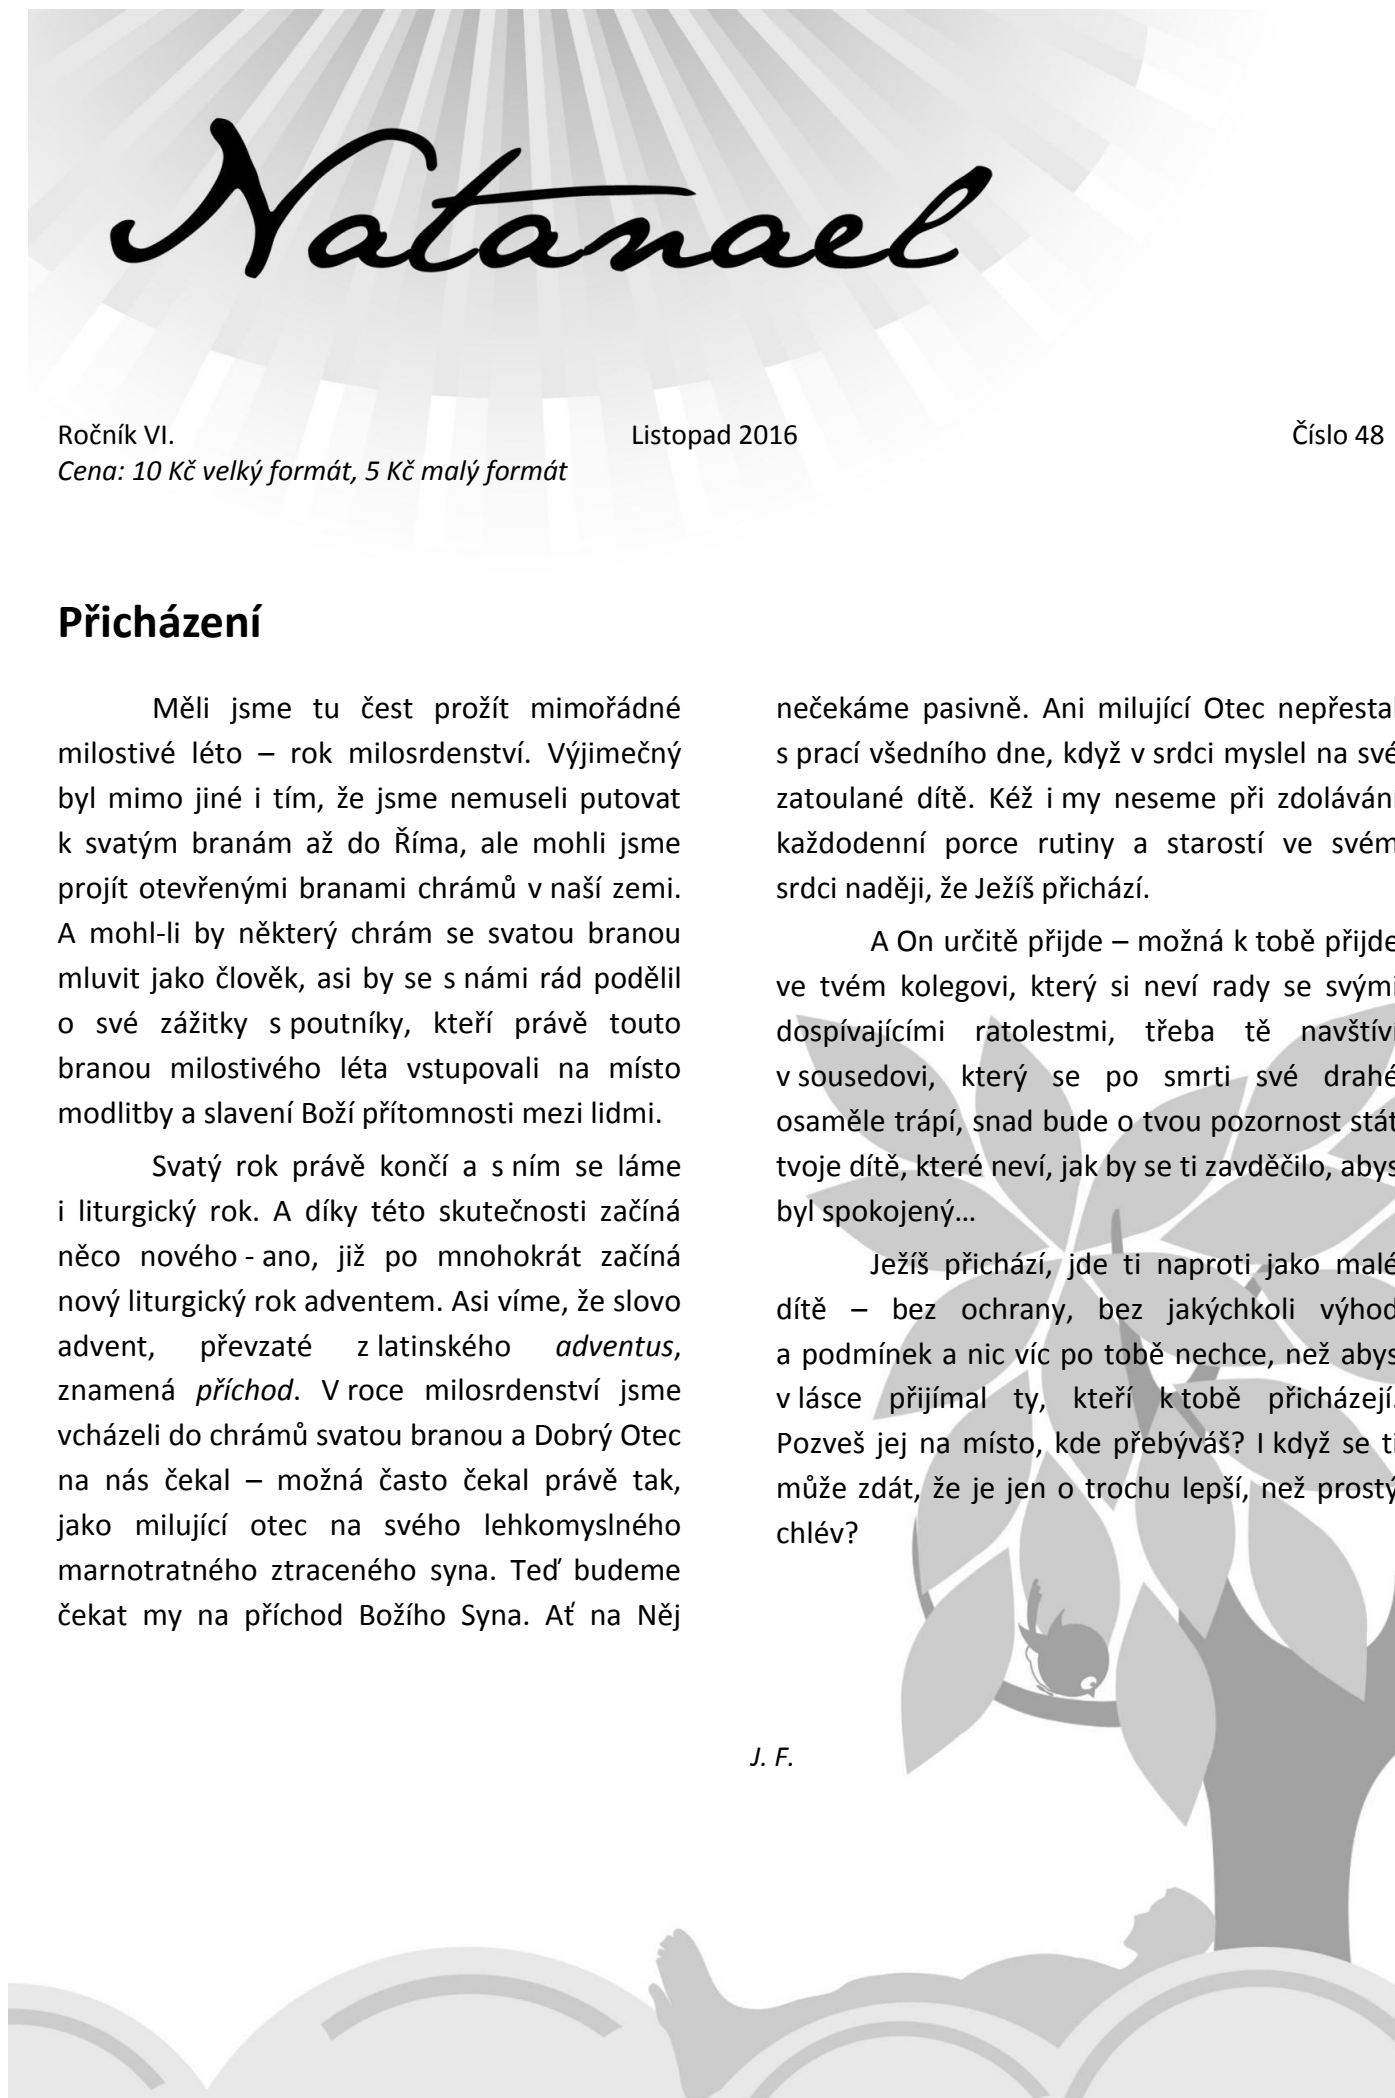 Natanael
Ročník VI. Listopad 2016 Číslo 48
Cena: 10 Kč velký formát, 5 Kč malý formát
Přicházení
Měli jsme tu čest prožít mimořádné
milostivé léto – rok milosrdenství. Výjimečný
byl mimo jiné i tím, že jsme nemuseli putovat
k svatým branám až do Říma, ale mohli jsme
projít otevřenými branami chrámů v naší zemi.
A mohl-li by některý chrám se svatou branou
mluvit jako člověk, asi by se s námi rád podělil
o své zážitky s poutníky, kteří právě touto
branou milostivého léta vstupovali na místo
modlitby a slavení Boží přítomnosti mezi lidmi.
Svatý rok právě končí a s ním se láme
i liturgický rok. A díky této skutečnosti začíná
něco nového - ano, již po mnohokrát začíná
nový liturgický rok adventem. Asi víme, že slovo
advent, převzaté z latinského adventus,
znamená příchod. V roce milosrdenství jsme
vcházeli do chrámů svatou branou a Dobrý Otec
na nás čekal – možná často čekal právě tak,
jako milující otec na svého lehkomyslného
marnotratného ztraceného syna. Teď budeme
čekat my na příchod Božího Syna. Ať na Něj
nečekáme pasivně. Ani milující Otec nepřestal
s prací všedního dne, když v srdci myslel na své
zatoulané dítě. Kéž i my neseme při zdolávání
každodenní porce rutiny a starostí ve svém
srdci naději, že Ježíš přichází.
A On určitě přijde – možná k tobě přijde
ve tvém kolegovi, který si neví rady se svými
dospívajícími ratolestmi, třeba tě navštíví
v sousedovi, který se po smrti své drahé
osaměle trápí, snad bude o tvou pozornost stát
tvoje dítě, které neví, jak by se ti zavděčilo, abys
byl spokojený…
Ježíš přichází, jde ti naproti jako malé
dítě – bez ochrany, bez jakýchkoli výhod
a podmínek a nic víc po tobě nechce, než abys
v lásce přijímal ty, kteří k tobě přicházejí.
Pozveš jej na místo, kde přebýváš? I když se ti
může zdát, že je jen o trochu lepší, než prostý
chlév?
J. F.